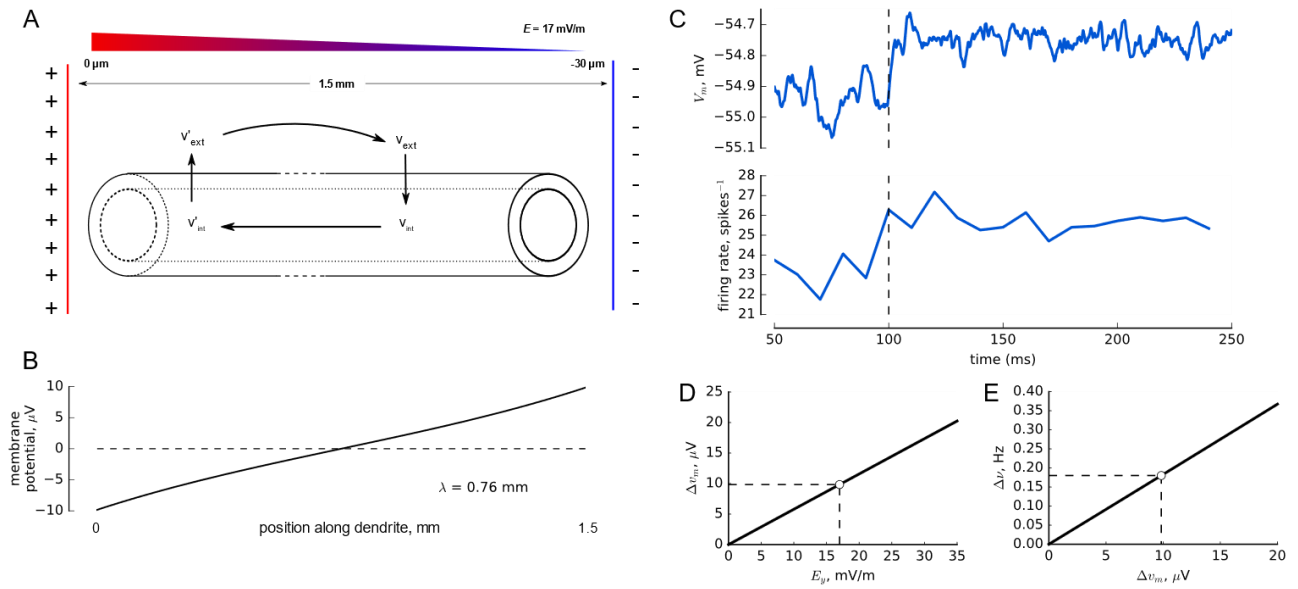 A
E = 17 mV/m
0 µm
-30 µm
1.5 mm
+ -
+ -
+ -
+ -
+ -
+ -
+ -
+ -
+ -
v'ext
vext
v'int
vint
B
10
5
0
−5
−10
membrane
potential, µV
λ = 0.76 mm
0
position along dendrite, mm
1.5
C
−54.7
−54.8
−54.9
−55.0
−55.1
Vm, mV
28
27
26
25
24
23
22
21
firing rate, spikes⁻¹
50 100 150 200 250
time (ms)
D
25
20
15
10
5
0
Δvm, µV
0 5 10 15 20 25 30 35
Ey, mV/m
E
0.40
0.35
0.30
0.25
0.20
0.15
0.10
0.05
0.00
Δν, Hz
0 5 10 15 20
Δvm, µV